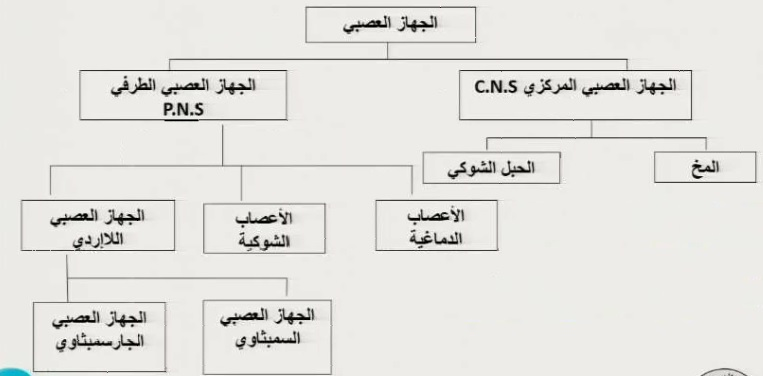 الجهاز العصبي
الجهاز العصبي المركزي C.N.S
الجهاز العصبي الطرفي
P.N.S
المخ
الحبل الشوكي
الأعصاب
الدماغية
الأعصاب
الشوكية
الجهاز العصبي
اللاإردي
الجهاز العصبي
السمبثاوي
الجهاز العصبي
الجارسمبثاوي